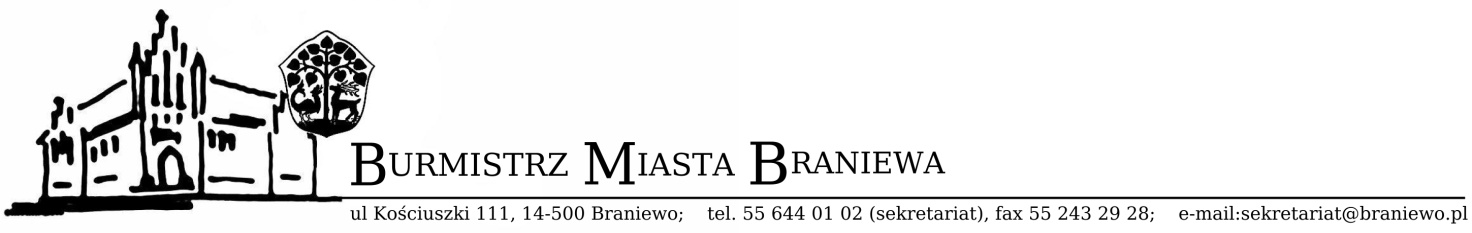 BURMISTRZ MIASTA BRANIEWA
ul Kościuszki 111, 14-500 Braniewo; tel. 55 644 01 02 (sekretariat), fax 55 243 29 28; e-mail:sekretariat@braniewo.pl